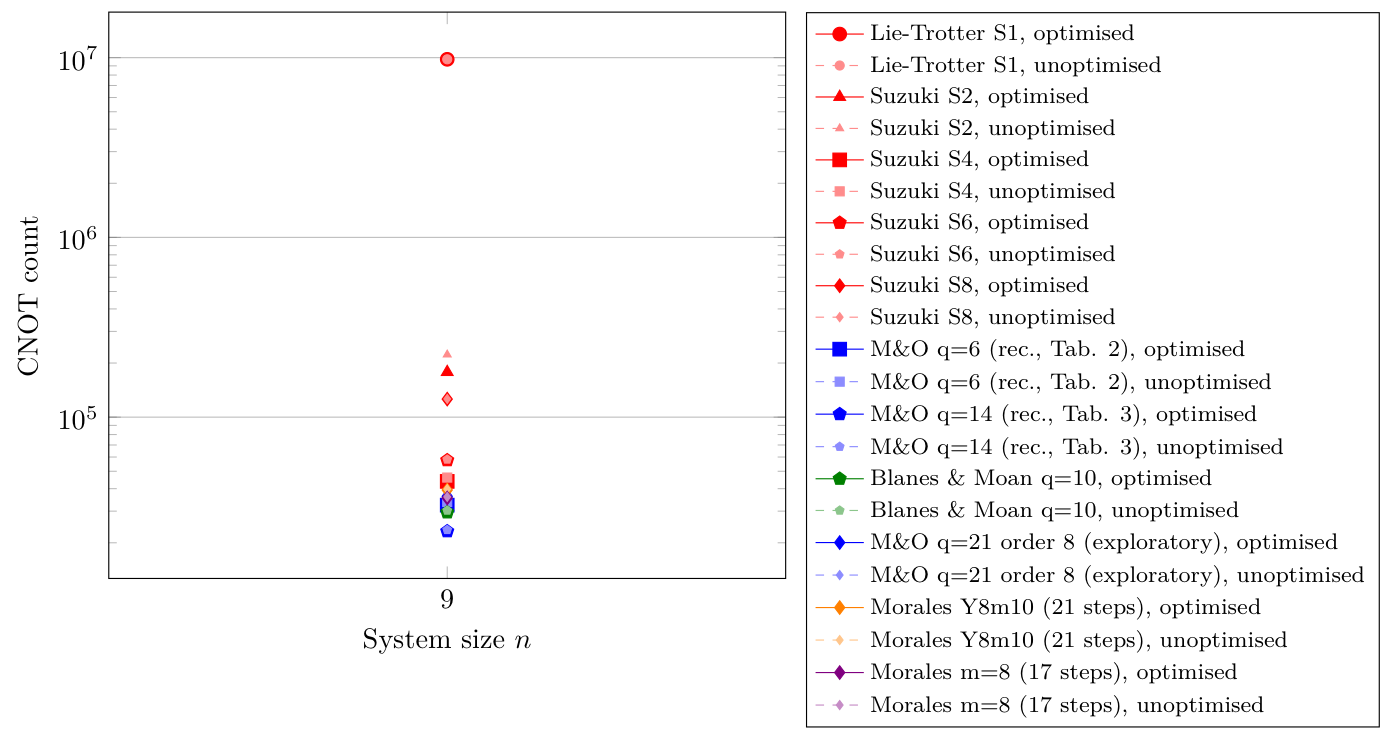 10^7
10^6
10^5
CNOT count
9
System size n
Lie-Trotter S1, optimised
Lie-Trotter S1, unoptimised
Suzuki S2, optimised
Suzuki S2, unoptimised
Suzuki S4, optimised
Suzuki S4, unoptimised
Suzuki S6, optimised
Suzuki S6, unoptimised
Suzuki S8, optimised
Suzuki S8, unoptimised
M&O q=6 (rec., Tab. 2), optimised
M&O q=6 (rec., Tab. 2), unoptimised
M&O q=14 (rec., Tab. 3), optimised
M&O q=14 (rec., Tab. 3), unoptimised
Blanes & Moan q=10, optimised
Blanes & Moan q=10, unoptimised
M&O q=21 order 8 (exploratory), optimised
M&O q=21 order 8 (exploratory), unoptimised
Morales Y8m10 (21 steps), optimised
Morales Y8m10 (21 steps), unoptimised
Morales m=8 (17 steps), optimised
Morales m=8 (17 steps), unoptimised